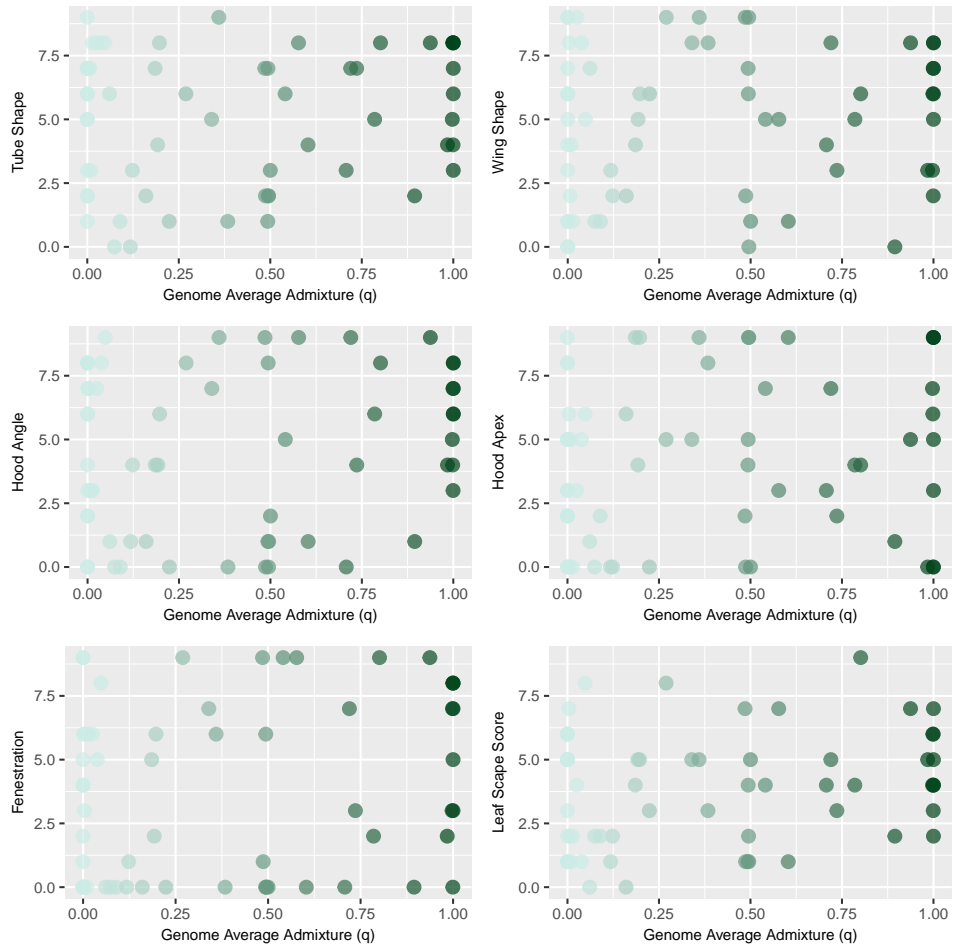 Tube Shape
7.5
5.0
2.5
0.0
0.00 0.25 0.50 0.75 1.00
Genome Average Admixture (q)
Wing Shape
7.5
5.0
2.5
0.0
0.00 0.25 0.50 0.75 1.00
Genome Average Admixture (q)
Hood Angle
7.5
5.0
2.5
0.0
0.00 0.25 0.50 0.75 1.00
Genome Average Admixture (q)
Hood Apex
7.5
5.0
2.5
0.0
0.00 0.25 0.50 0.75 1.00
Genome Average Admixture (q)
Fenestration
7.5
5.0
2.5
0.0
0.00 0.25 0.50 0.75 1.00
Genome Average Admixture (q)
Leaf Scape Score
7.5
5.0
2.5
0.0
0.00 0.25 0.50 0.75 1.00
Genome Average Admixture (q)